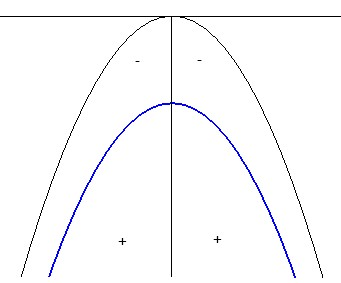 - -
+ +